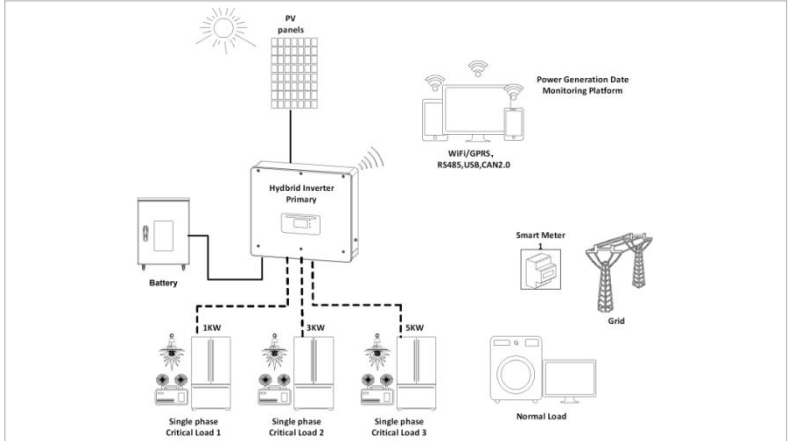 PV
panels
Power Generation Date
Monitoring Platform
WiFi/GPRS,
RS485,USB,CAN2.0
Hydbrid Inverter
Primary
Smart Meter
1
Battery
Grid
1KW
3KW
5KW
Single phase
Critical Load 1
Single phase
Critical Load 2
Single phase
Critical Load 3
Normal Load